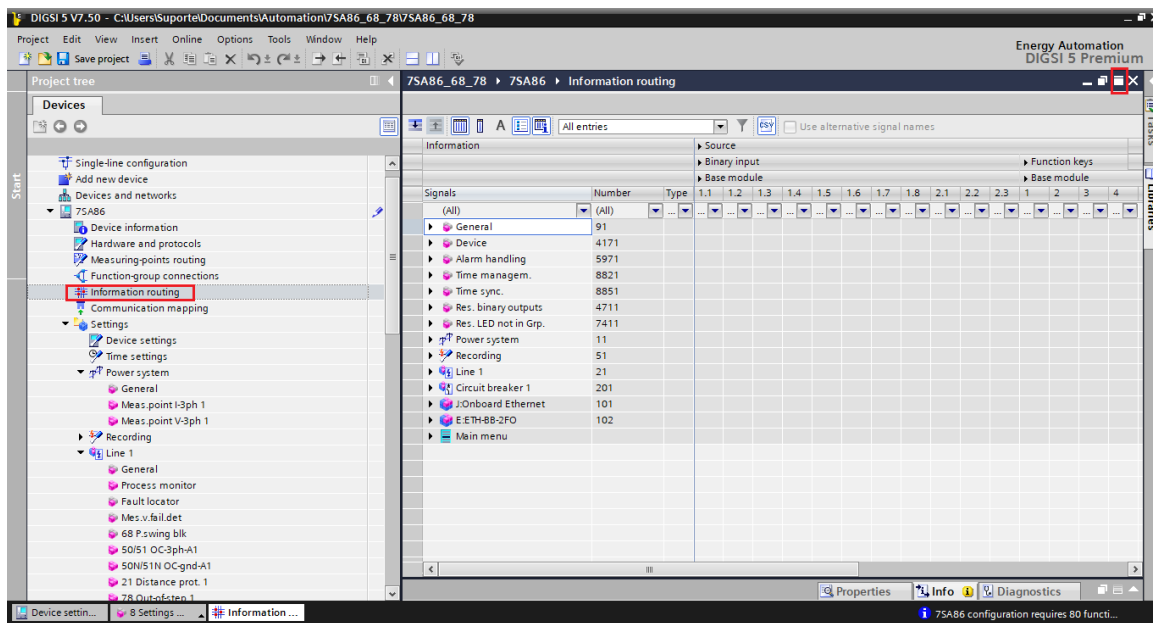 DIGSI 5 V7.50 - C:\Users\Suporte\Documents\Automation\7SA86_68_78\7SA86_68_78
Project Edit View Insert Online Options Tools Window Help
Energy Automation
DIGSI 5 Premium
Save project
Project tree
7SA86_68_78 7SA86 Information routing
Devices
Tasks
Libraries
Start
All entries
CSV
Use alternative signal names
Information Source
Binary input Function keys
Base module Base module
Signals Number Type 1.1 1.2 1.3 1.4 1.5 1.6 1.7 1.8 2.1 2.2 2.3 1 2 3 4
(All) (All) ... ... ... ... ... ... ... ... ... ... ... ... ... ... ... ...
General 91
Device 4171
Alarm handling 5971
Time managem. 8821
Time sync. 8851
Res. binary outputs 4711
Res. LED not in Grp. 7411
Power system 11
Recording 51
Line 1 21
Circuit breaker 1 201
J:Onboard Ethernet 101
E:ETH-BB-2FO 102
Main menu
Single-line configuration
Add new device
Devices and networks
7SA86
Device information
Hardware and protocols
Measuring-points routing
Function-group connections
Information routing
Communication mapping
Settings
Device settings
Time settings
Power system
General
Meas.point I-3ph 1
Meas.point V-3ph 1
Recording
Line 1
General
Process monitor
Fault locator
Mes.v.fail.det
68 P.swing blk
50/51 OC-3ph-A1
50N/51N OC-gnd-A1
21 Distance prot. 1
78 Out-of-step 1
Properties Info Diagnostics
Device settin... 8 Settings ... Information ...
7SA86 configuration requires 80 functi...